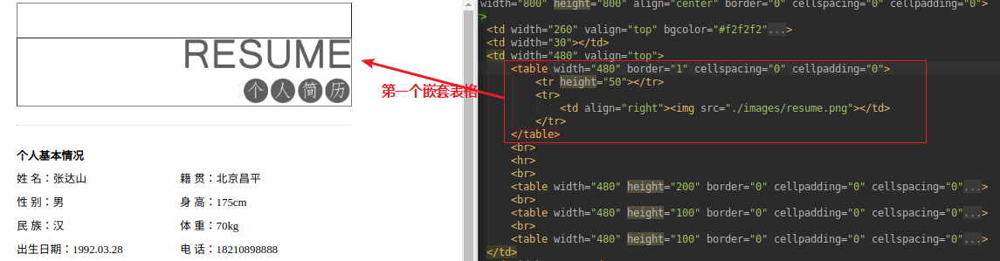 RESUME
个人简历
个人基本情况
姓 名：张达山 籍 贯：北京昌平
性 别：男 身 高：175cm
民 族：汉 体 重：70kg
出生日期：1992.03.28 电 话：18210898888
第一个嵌套表格
width="800" height="800" align="center" border="0" cellspacing="0" cellpadding="0">
r>
<td width="260" valign="top" bgcolor="#f2f2f2"...>
<td width="30"></td>
<td width="480" valign="top">
<table width="480" border="1" cellspacing="0" cellpadding="0">
<tr height="50"></tr>
<tr>
<td align="right"><img src="./images/resume.png"></td>
</tr>
</table>
<br>
<hr>
<br>
<table width="480" height="200" border="0" cellpadding="0" cellspacing="0"...>
<br>
<table width="480" height="100" border="0" cellpadding="0" cellspacing="0"...>
<br>
<table width="480" height="100" border="0" cellpadding="0" cellspacing="0"...>
</td>